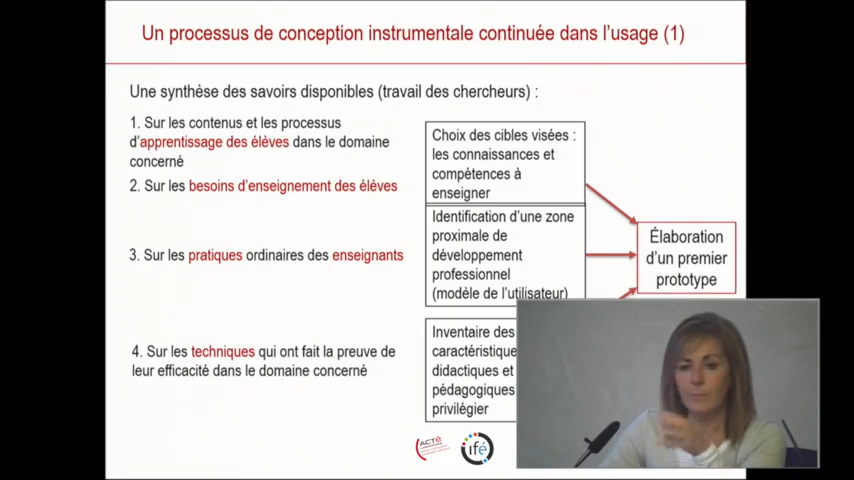 Un processus de conception instrumentale continuée dans l'usage (1)
Une synthèse des savoirs disponibles (travail des chercheurs) :
1. Sur les contenus et les processus
d'apprentissage des élèves dans le domaine
concerné
2. Sur les besoins d'enseignement des élèves
3. Sur les pratiques ordinaires des enseignants
4. Sur les techniques qui ont fait la preuve de
leur efficacité dans le domaine concerné
Choix des cibles visées :
les connaissances et
compétences à
enseigner
Identification d'une zone
proximale de
développement
professionnel
(modèle de l'utilisateur)
Inventaire des
caractéristique
didactiques et
pédagogiques
privilégier
Élaboration
d'un premier
prototype
ACTÉ
ifé